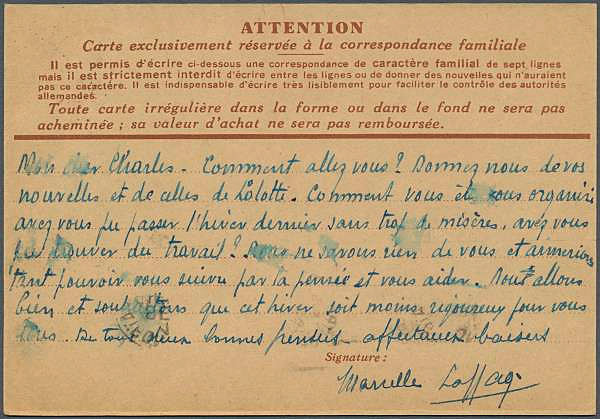 ATTENTION
Carte exclusivement réservée à la correspondance familiale
Il est permis d'écrire ci-dessous une correspondance de caractère familial de sept lignes
mais il est strictement interdit d'écrire entre les lignes ou de donner des nouvelles qui n'auraient
pas ce caractère. Il est indispensable d'écrire très lisiblement pour faciliter le contrôle des autorités
allemandes.
Toute carte irrégulière dans la forme ou dans le fond ne sera pas
acheminée ; sa valeur d'achat ne sera pas remboursée.
Mon cher Charles. Comment allez vous ? Donnez nous de vos
nouvelles et de celles de Lolotte. Comment vous êtes vous organisé
avez vous pu passer l'hiver dernier sans trop de misères, avez vous
pu trouver du travail ? Nous ne savons rien de vous et aimerions
tant pouvoir vous suivre par la pensée et vous aider. Nous allons
bien et souhaitons que cet hiver soit moins rigoureux pour vous
tous. De tout deux bonnes pensées affectueux baisers
Signature :
Marcelle